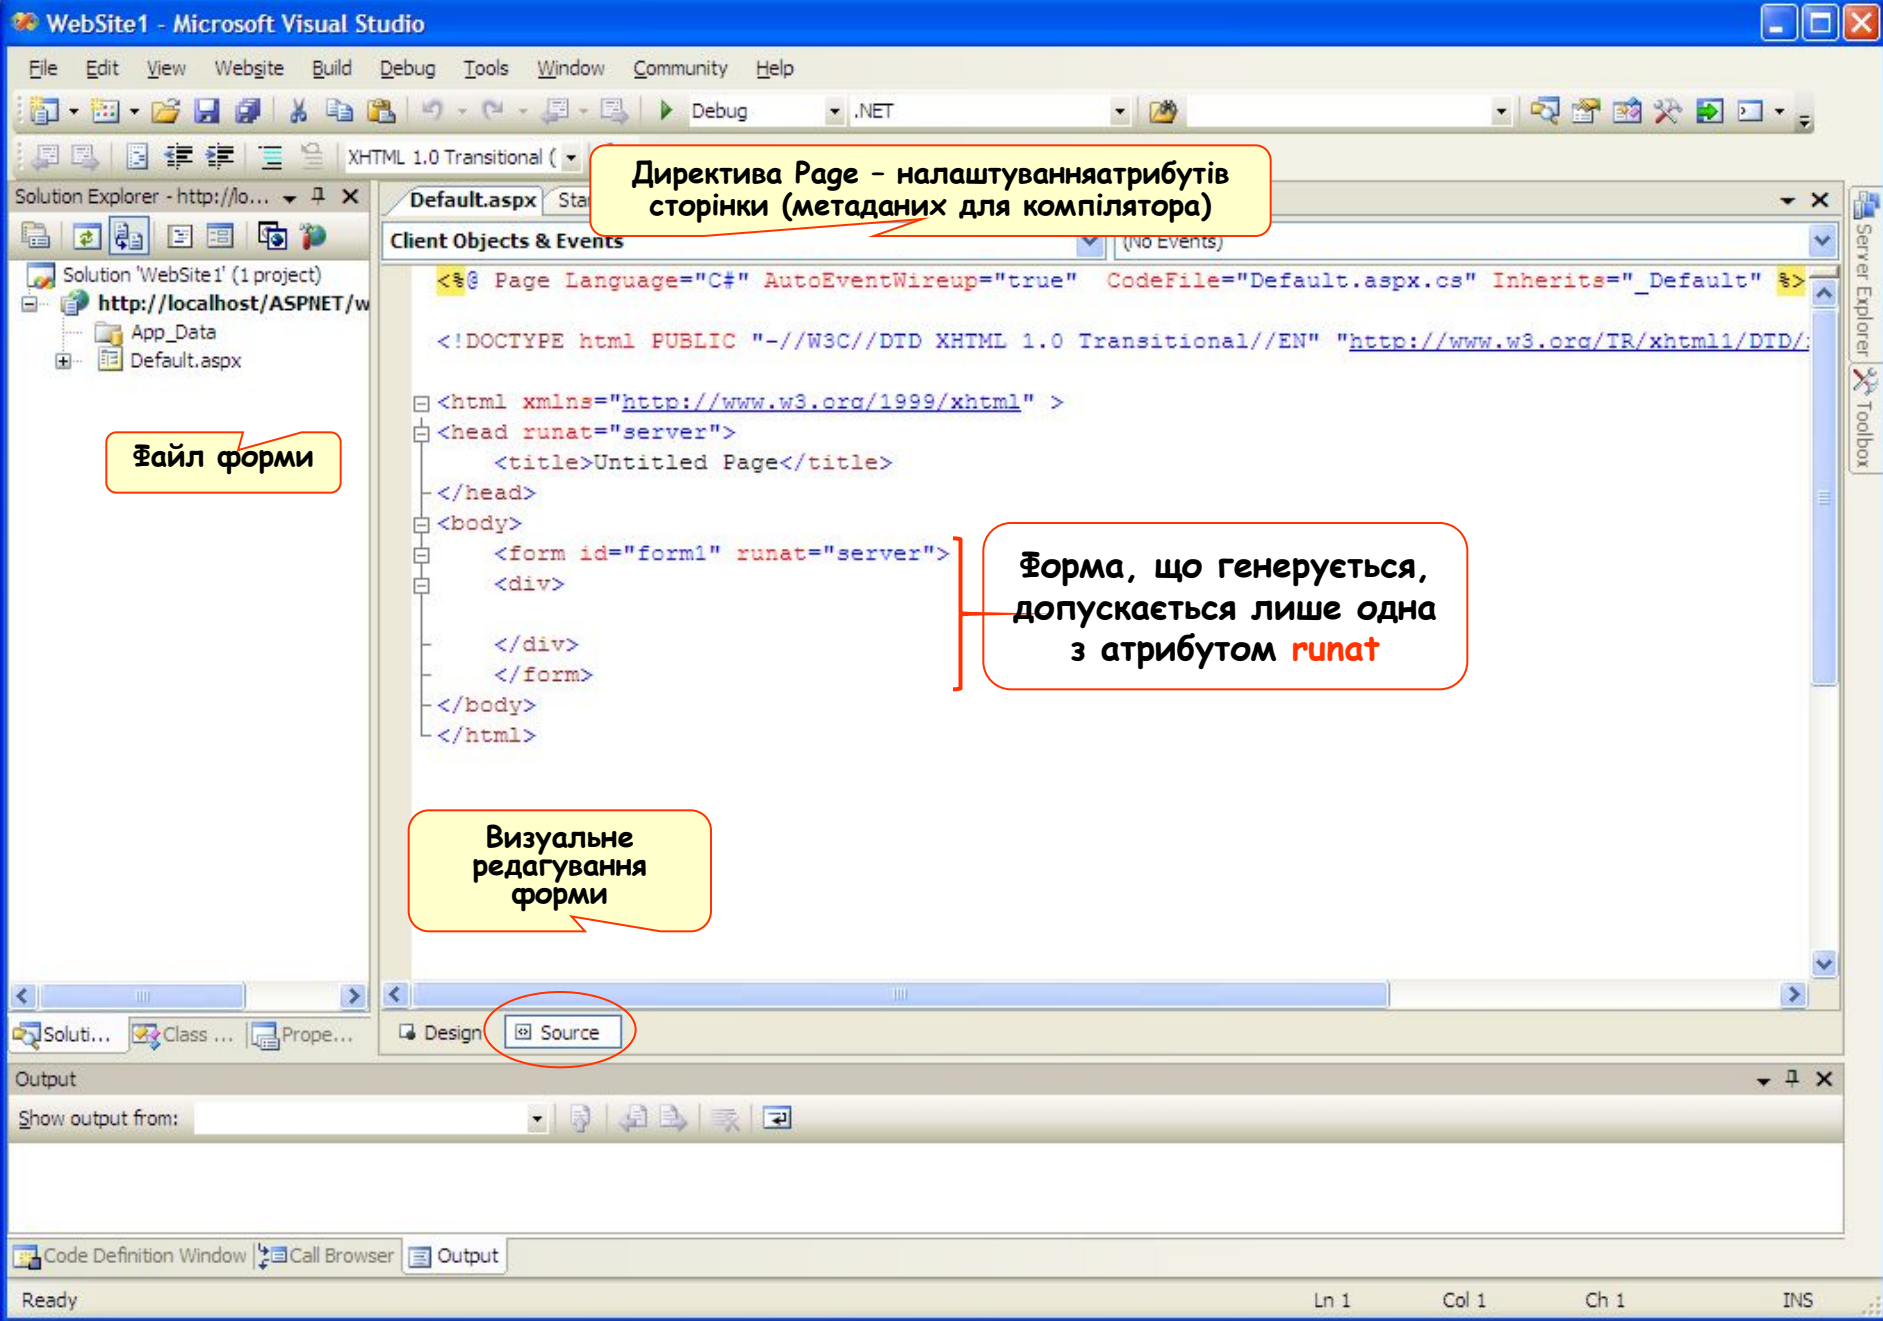 WebSite1 - Microsoft Visual Studio
File Edit View Website Build Debug Tools Window Community Help
Debug .NET
XHTML 1.0 Transitional (
Директива Page – налаштуванняатрибутів
сторінки (метаданих для компілятора)
Solution Explorer - http://lo...
Default.aspx Sta
Client Objects & Events (No Events)
Solution 'WebSite1' (1 project)
http://localhost/ASPNET/w
App_Data
Default.aspx
Файл форми
<%@ Page Language="C#" AutoEventWireup="true"  CodeFile="Default.aspx.cs" Inherits="_Default" %>
<!DOCTYPE html PUBLIC "-//W3C//DTD XHTML 1.0 Transitional//EN" "http://www.w3.org/TR/xhtml1/DTD/
<html xmlns="http://www.w3.org/1999/xhtml" >
<head runat="server">
<title>Untitled Page</title>
</head>
<body>
<form id="form1" runat="server">
<div>
</div>
</form>
</body>
</html>
Форма, що генерується,
допускається лише одна
з атрибутом runat
Визуальне
редагування
форми
Server Explorer
Toolbox
Soluti... Class ... Prope...
Design Source
Output
Show output from:
Code Definition Window Call Browser Output
Ready Ln 1 Col 1 Ch 1 INS